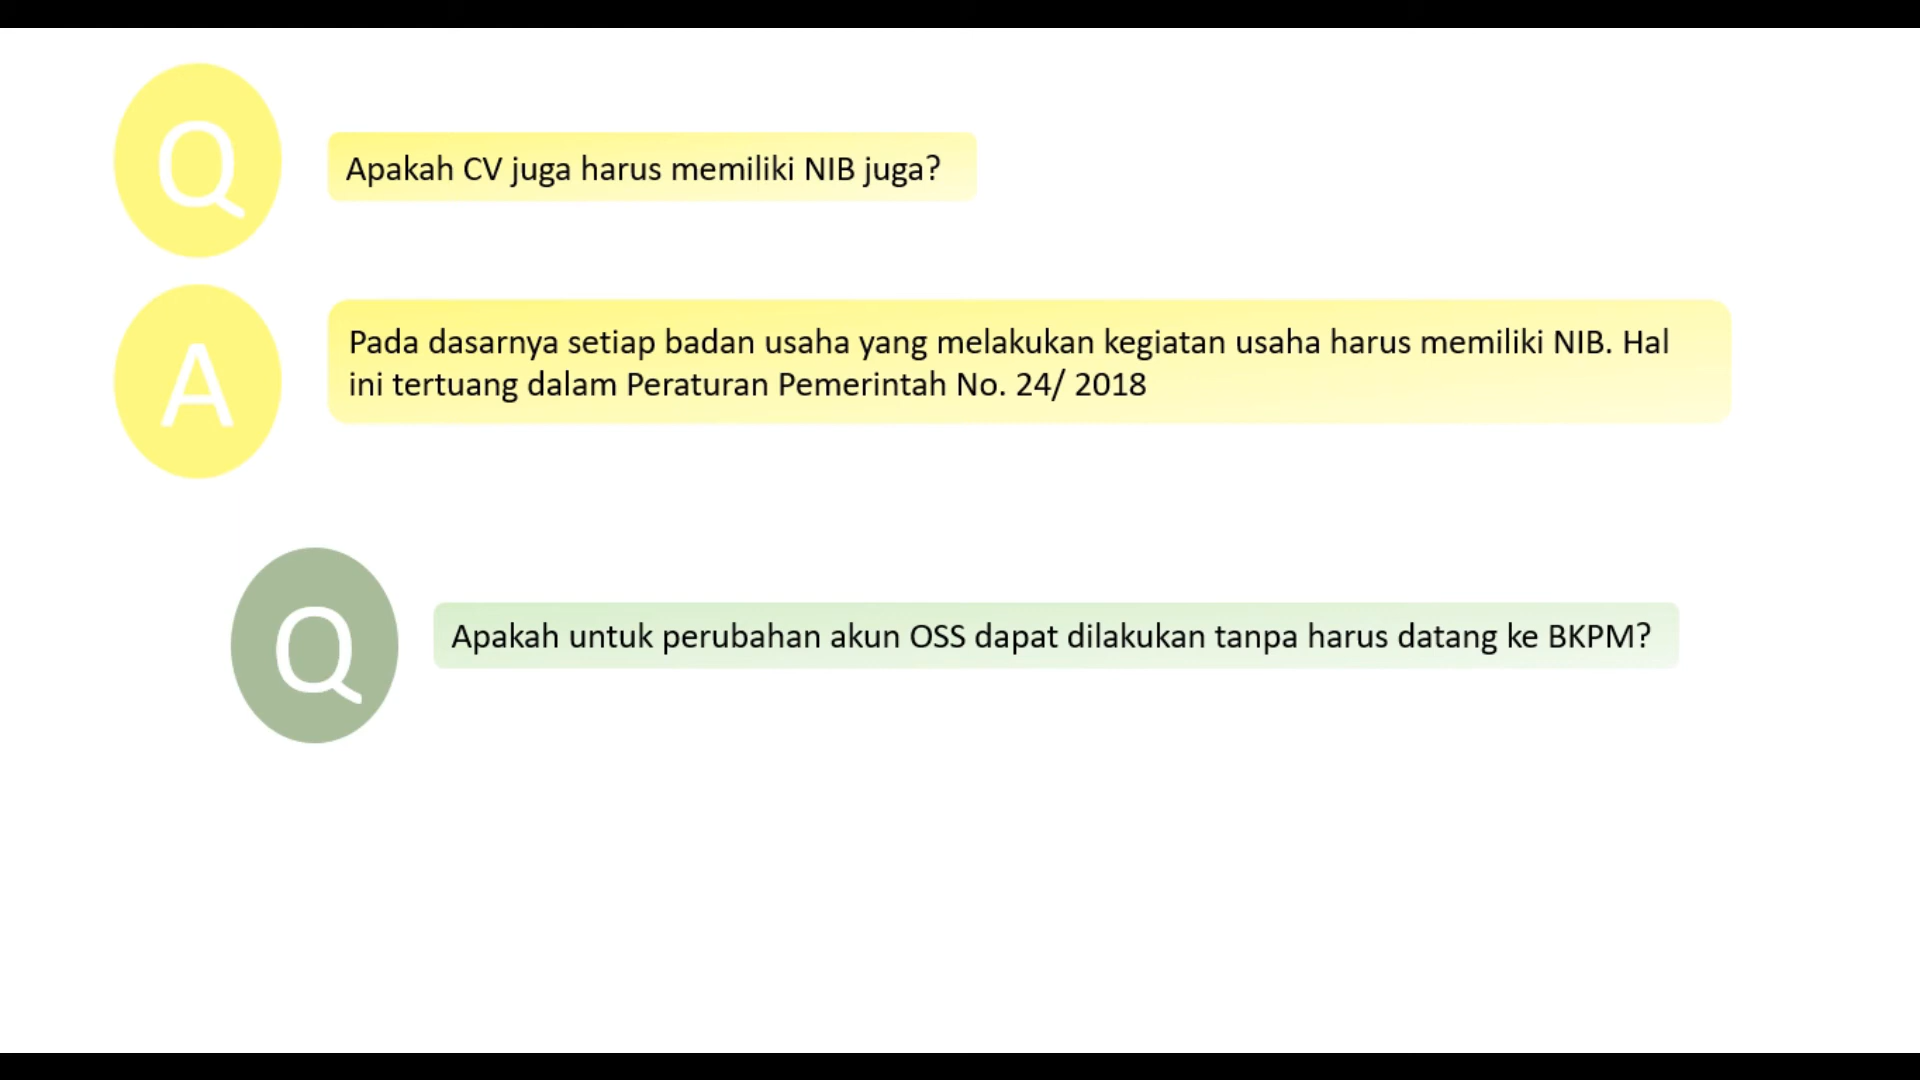 Q
Apakah CV juga harus memiliki NIB juga?
A
Pada dasarnya setiap badan usaha yang melakukan kegiatan usaha harus memiliki NIB. Hal
ini tertuang dalam Peraturan Pemerintah No. 24/ 2018
Q
Apakah untuk perubahan akun OSS dapat dilakukan tanpa harus datang ke BKPM?